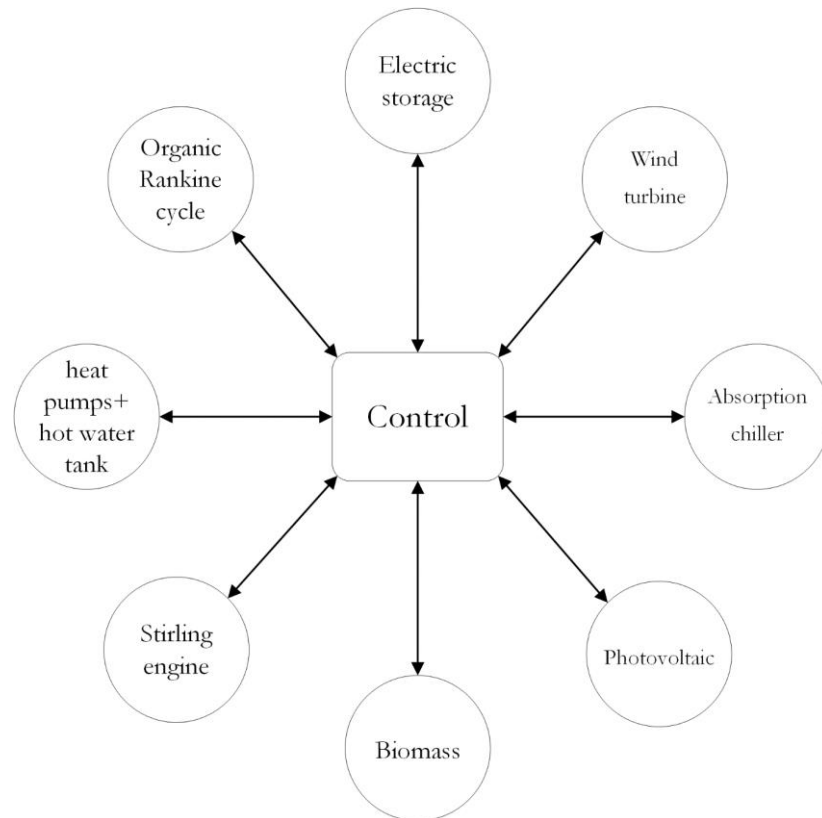 Electric
storage
Organic
Rankine
cycle
Wind
turbine
heat
pumps+
hot water
tank
Control
Absorption
chiller
Stirling
engine
Photovoltaic
Biomass